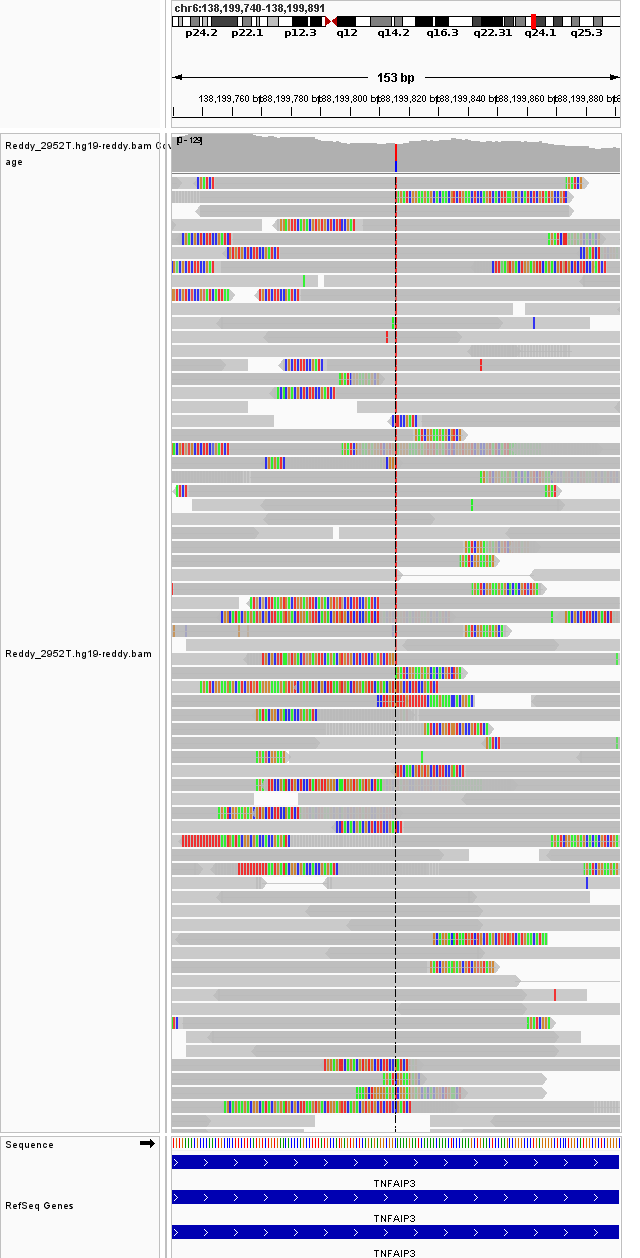 chr6:138,199,740-138,199,891
p24.2 p22.1 p12.3 q12 q14.2 q16.3 q22.31 q24.1 q25.3
153 bp
138,199,760 bp 138,199,780 bp 138,199,800 bp 138,199,820 bp 138,199,840 bp 138,199,860 bp 138,199,880 bp
Reddy_2952T.hg19-reddy.bam Cov
age
[0 - 129]
Reddy_2952T.hg19-reddy.bam
Sequence
TNFAIP3
RefSeq Genes
TNFAIP3
TNFAIP3